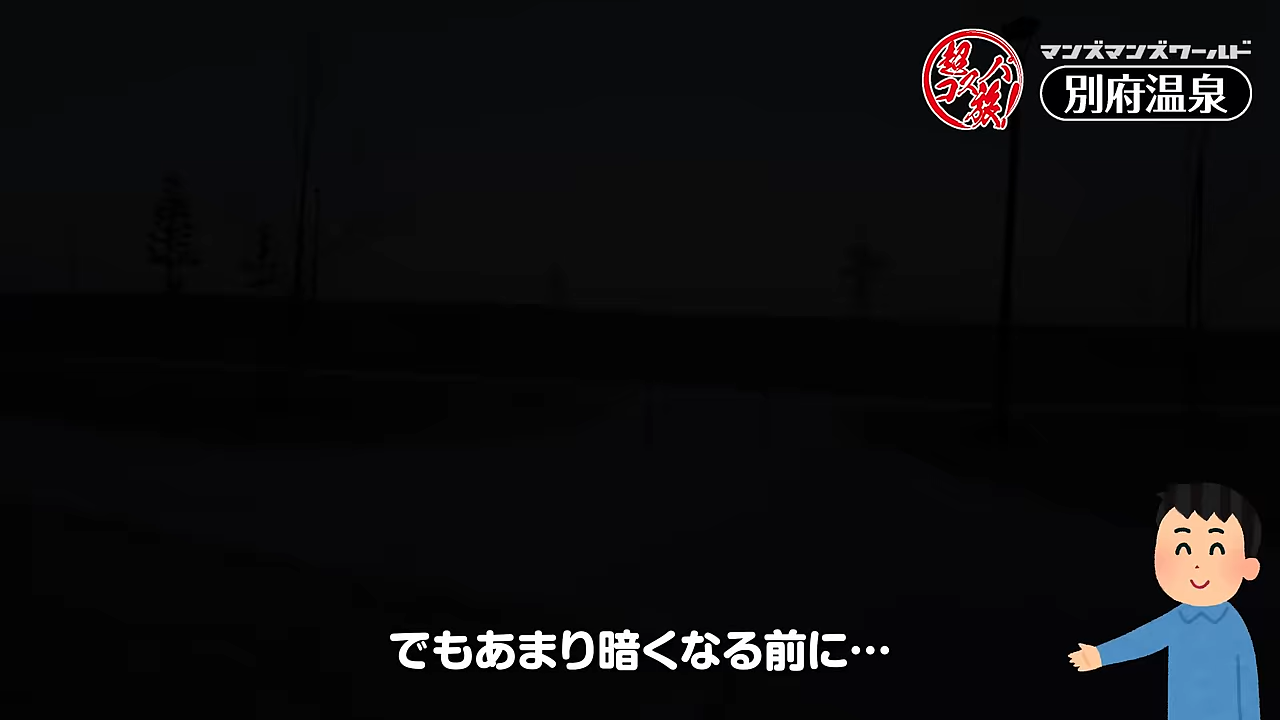 超コスパ旅!
マンズマンズワールド
別府温泉
でもあまり暗くなる前に…